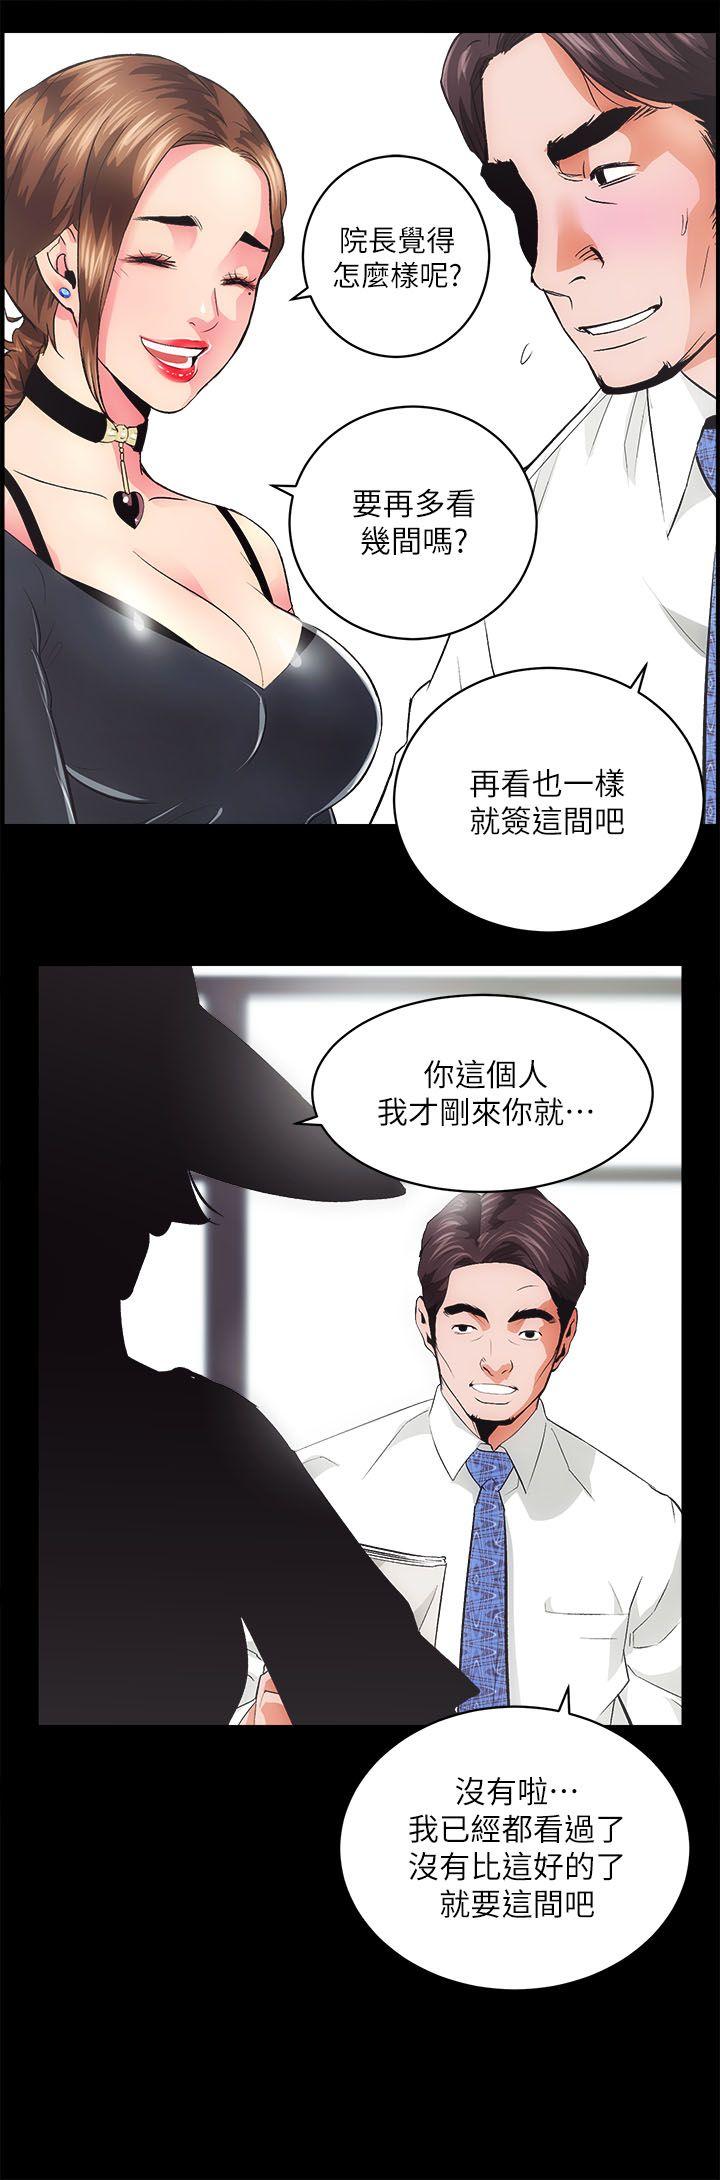 院長覺得
怎麼樣呢?
要再多看
幾間嗎?
再看也一樣
就簽這間吧
你這個人
我才剛來你就…
沒有啦…
我已經都看過了
沒有比這好的了
就要這間吧